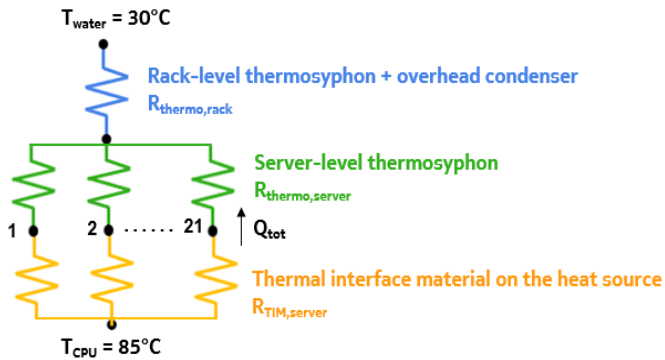 T_water = 30°C
Rack-level thermosyphon + overhead condenser
R_thermo,rack
Server-level thermosyphon
R_thermo,server
1 2 ...... 21 Q_tot
Thermal interface material on the heat source
R_TIM,server
T_CPU = 85°C